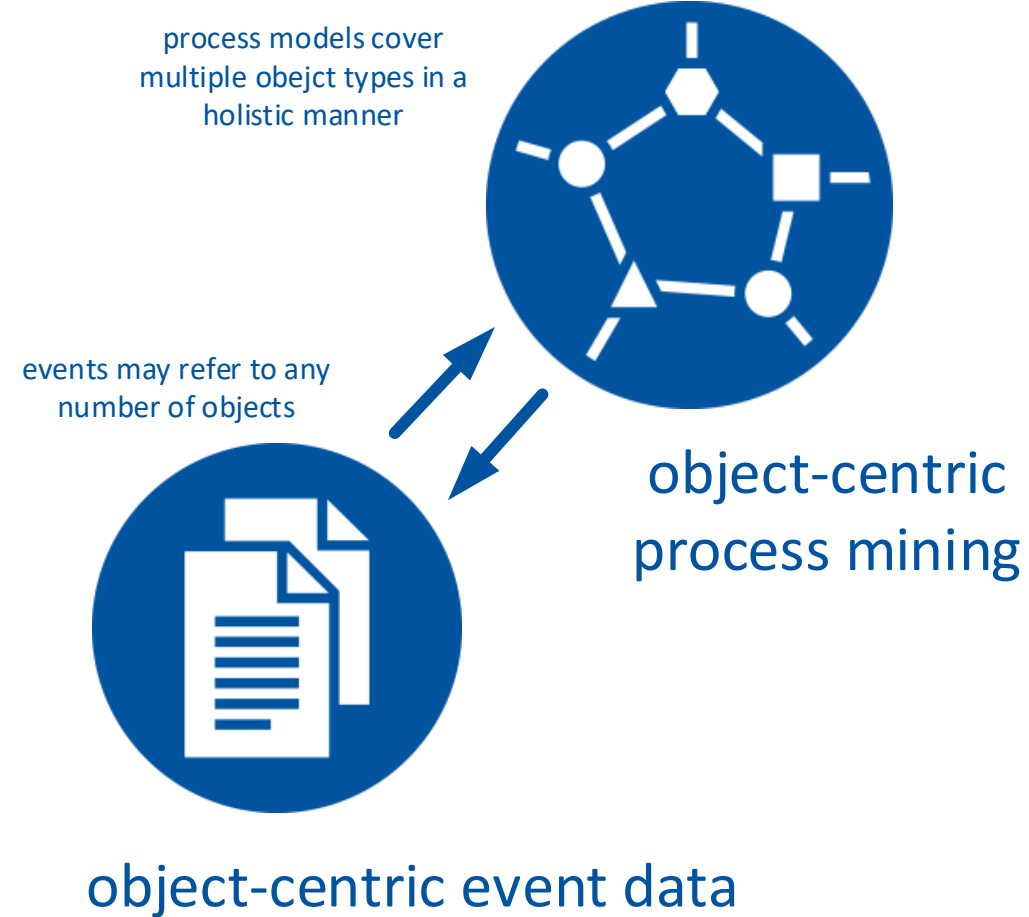 process models cover
multiple obejct types in a
holistic manner
events may refer to any
number of objects
object-centric
process mining
object-centric event data